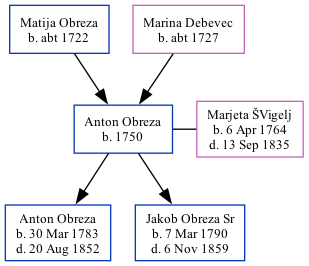 Matija Obreza
b. abt 1722
Marina Debevec
b. abt 1727
Anton Obreza
b. 1750
Marjeta ŠVigelj
b. 6 Apr 1764
d. 13 Sep 1835
Anton Obreza
b. 30 Mar 1783
d. 20 Aug 1852
Jakob Obreza Sr
b. 7 Mar 1790
d. 6 Nov 1859